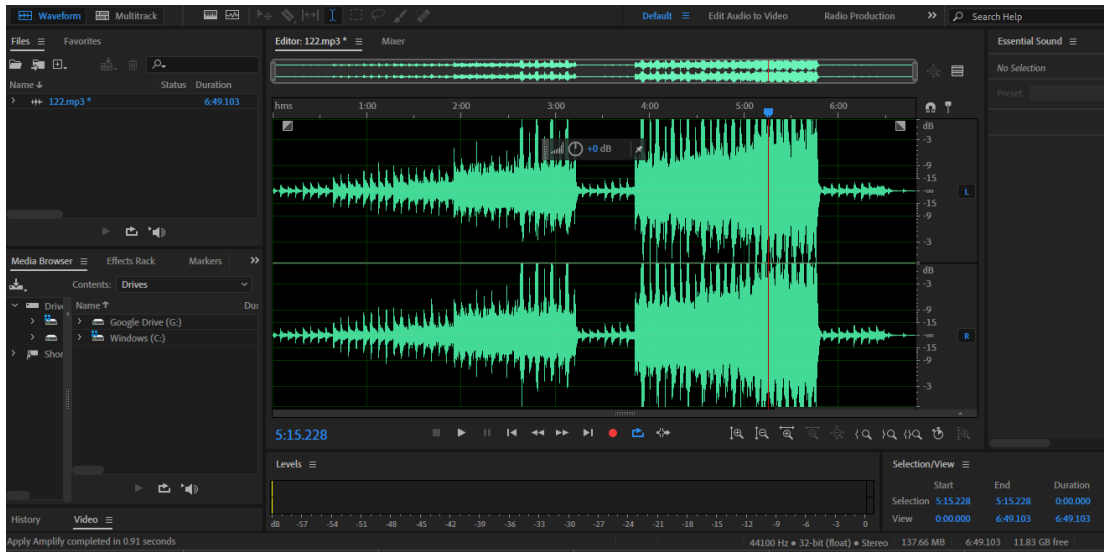 Waveform Multitrack Default Edit Audio to Video Radio Production Search Help
Files Favorites
Editor: 122.mp3 * Mixer
Essential Sound
No Selection
Preset:
Name Status Duration
122.mp3 * 6:49.103
hms 1:00 2:00 3:00 4:00 5:00 6:00
+0 dB
dB
-3
-9
-15
-∞
-15
-9
-3
L
dB
-3
-9
-15
-∞
-15
-9
-3
R
Media Browser Effects Rack Markers
Contents: Drives
Driv Name Dur
Google Drive (G:)
Windows (C:)
Shor
5:15.228
Levels
dB -57 -54 -51 -48 -45 -42 -39 -36 -33 -30 -27 -24 -21 -18 -15 -12 -9 -6 -3 0
Selection/View
Start End Duration
Selection 5:15.228 5:15.228 0:00.000
View 0:00.000 6:49.103 6:49.103
History Video
Apply Amplify completed in 0.91 seconds
44100 Hz • 32-bit (float) • Stereo 137.66 MB 6:49.103 11.83 GB free